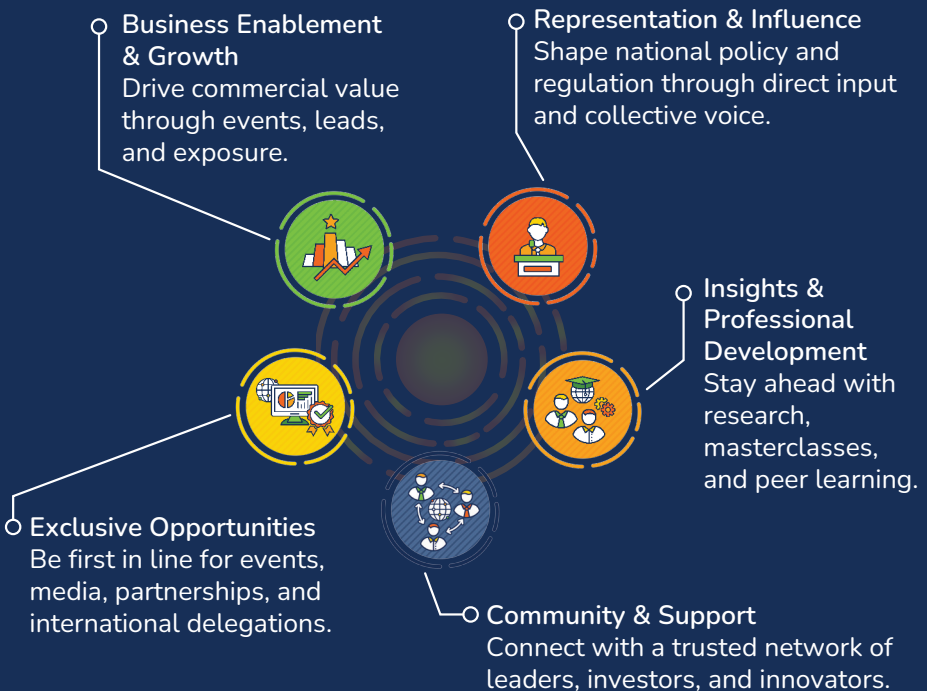 Business Enablement
& Growth
Drive commercial value
through events, leads,
and exposure.
Representation & Influence
Shape national policy and
regulation through direct input
and collective voice.
Insights &
Professional
Development
Stay ahead with
research,
masterclasses,
and peer learning.
Exclusive Opportunities
Be first in line for events,
media, partnerships, and
international delegations.
Community & Support
Connect with a trusted network of
leaders, investors, and innovators.